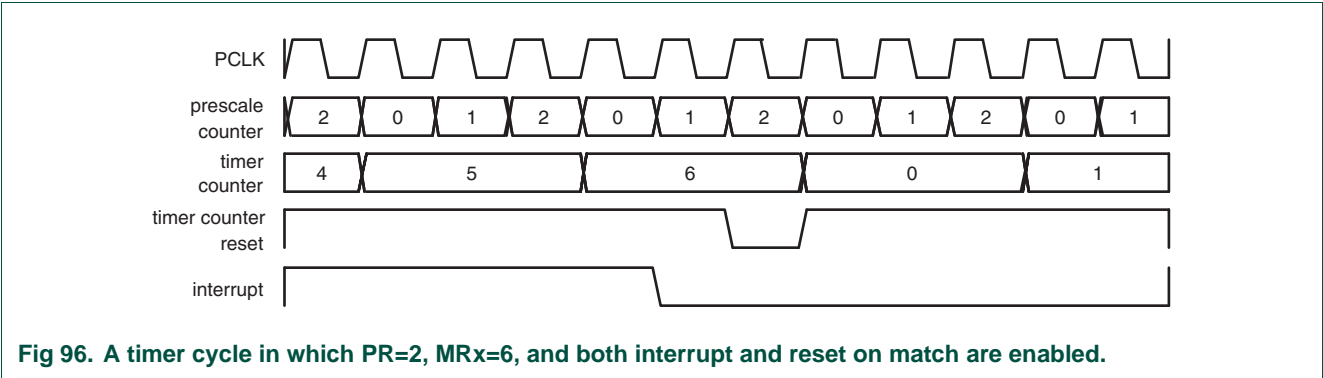 PCLK
prescale
counter
2 0 1 2 0 1 2 0 1 2 0 1
timer
counter
4 5 6 0 1
timer counter
reset
interrupt
Fig 96. A timer cycle in which PR=2, MRx=6, and both interrupt and reset on match are enabled.